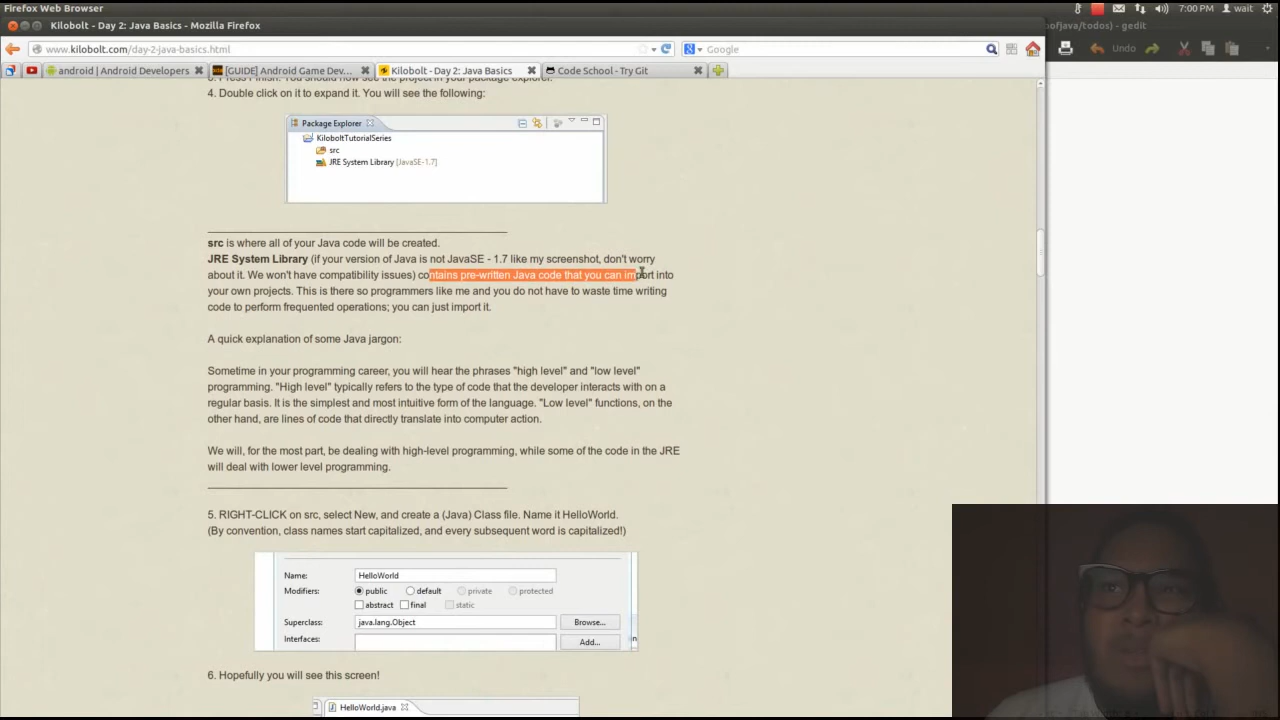 Firefox Web Browser
7:00 PM wait
Kilobolt - Day 2: Java Basics - Mozilla Firefox
ofjava/todos) - gedit
www.kilobolt.com/day-2-java-basics.html
Google
Undo
android | Android Developers
[GUIDE] Android Game Dev...
Kilobolt - Day 2: Java Basics
Code School - Try Git
4. Double click on it to expand it. You will see the following:
Package Explorer
KiloboltTutorialSeries
src
JRE System Library [JavaSE-1.7]
src is where all of your Java code will be created.
JRE System Library (if your version of Java is not JavaSE - 1.7 like my screenshot, don't worry
about it. We won't have compatibility issues) contains pre-written Java code that you can import into
your own projects. This is there so programmers like me and you do not have to waste time writing
code to perform frequented operations; you can just import it.
A quick explanation of some Java jargon:
Sometime in your programming career, you will hear the phrases "high level" and "low level"
programming. "High level" typically refers to the type of code that the developer interacts with on a
regular basis. It is the simplest and most intuitive form of the language. "Low level" functions, on the
other hand, are lines of code that directly translate into computer action.
We will, for the most part, be dealing with high-level programming, while some of the code in the JRE
will deal with lower level programming.
5. RIGHT-CLICK on src, select New, and create a (Java) Class file. Name it HelloWorld.
(By convention, class names start capitalized, and every subsequent word is capitalized!)
Name: HelloWorld
Modifiers: public default private protected
abstract final static
Superclass: java.lang.Object Browse...
Interfaces: Add...
6. Hopefully you will see this screen!
HelloWorld.java